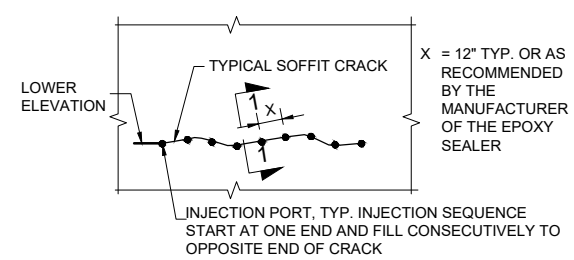 TYPICAL SOFFIT CRACK
LOWER
ELEVATION
1
X
1
X = 12" TYP. OR AS
RECOMMENDED
BY THE
MANUFACTURER
OF THE EPOXY
SEALER
INJECTION PORT, TYP. INJECTION SEQUENCE
START AT ONE END AND FILL CONSECUTIVELY TO
OPPOSITE END OF CRACK